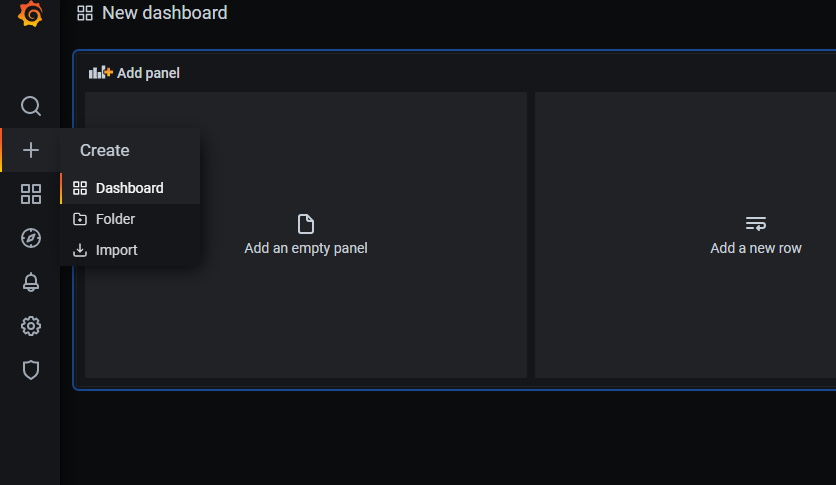 New dashboard
Add panel
Create
Dashboard
Folder
Import
Add an empty panel
Add a new row